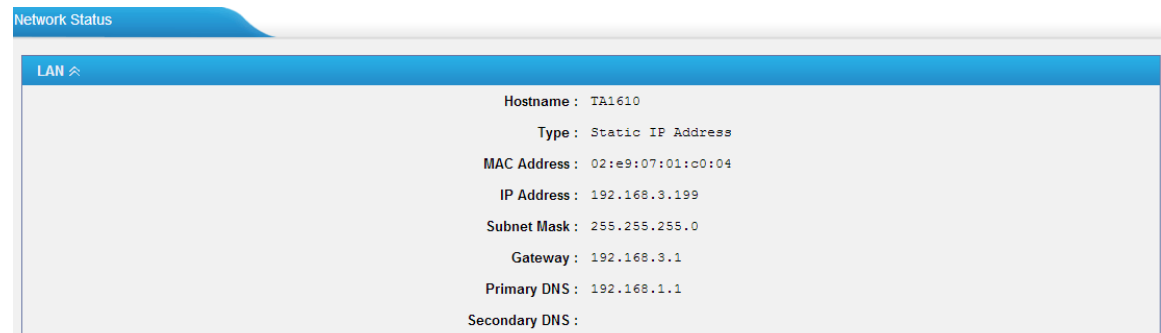 Network Status
LAN
Hostname : TA1610
Type : Static IP Address
MAC Address : 02:e9:07:01:c0:04
IP Address : 192.168.3.199
Subnet Mask : 255.255.255.0
Gateway : 192.168.3.1
Primary DNS : 192.168.1.1
Secondary DNS :